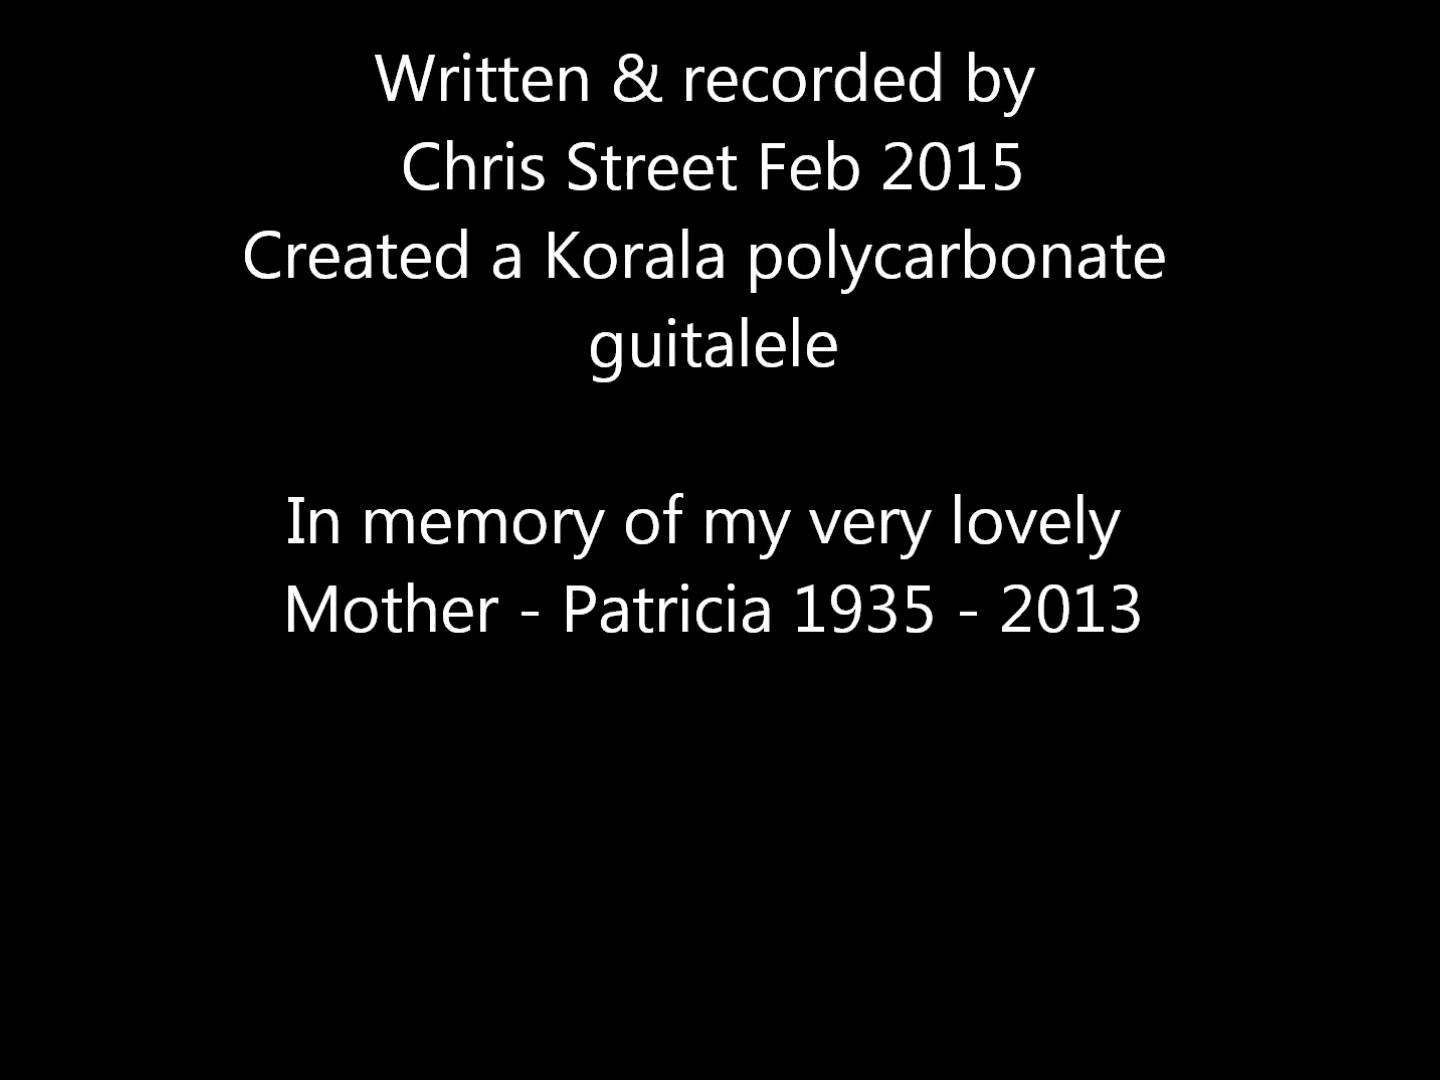 Written & recorded by
Chris Street Feb 2015
Created a Korala polycarbonate
guitalele
In memory of my very lovely
Mother - Patricia 1935 - 2013